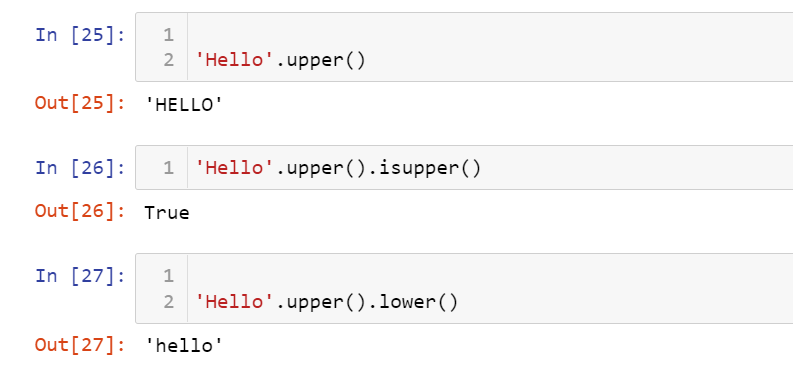 In [25]: 1
2 'Hello'.upper()
Out[25]: 'HELLO'
In [26]: 1 'Hello'.upper().isupper()
Out[26]: True
In [27]: 1
2 'Hello'.upper().lower()
Out[27]: 'hello'